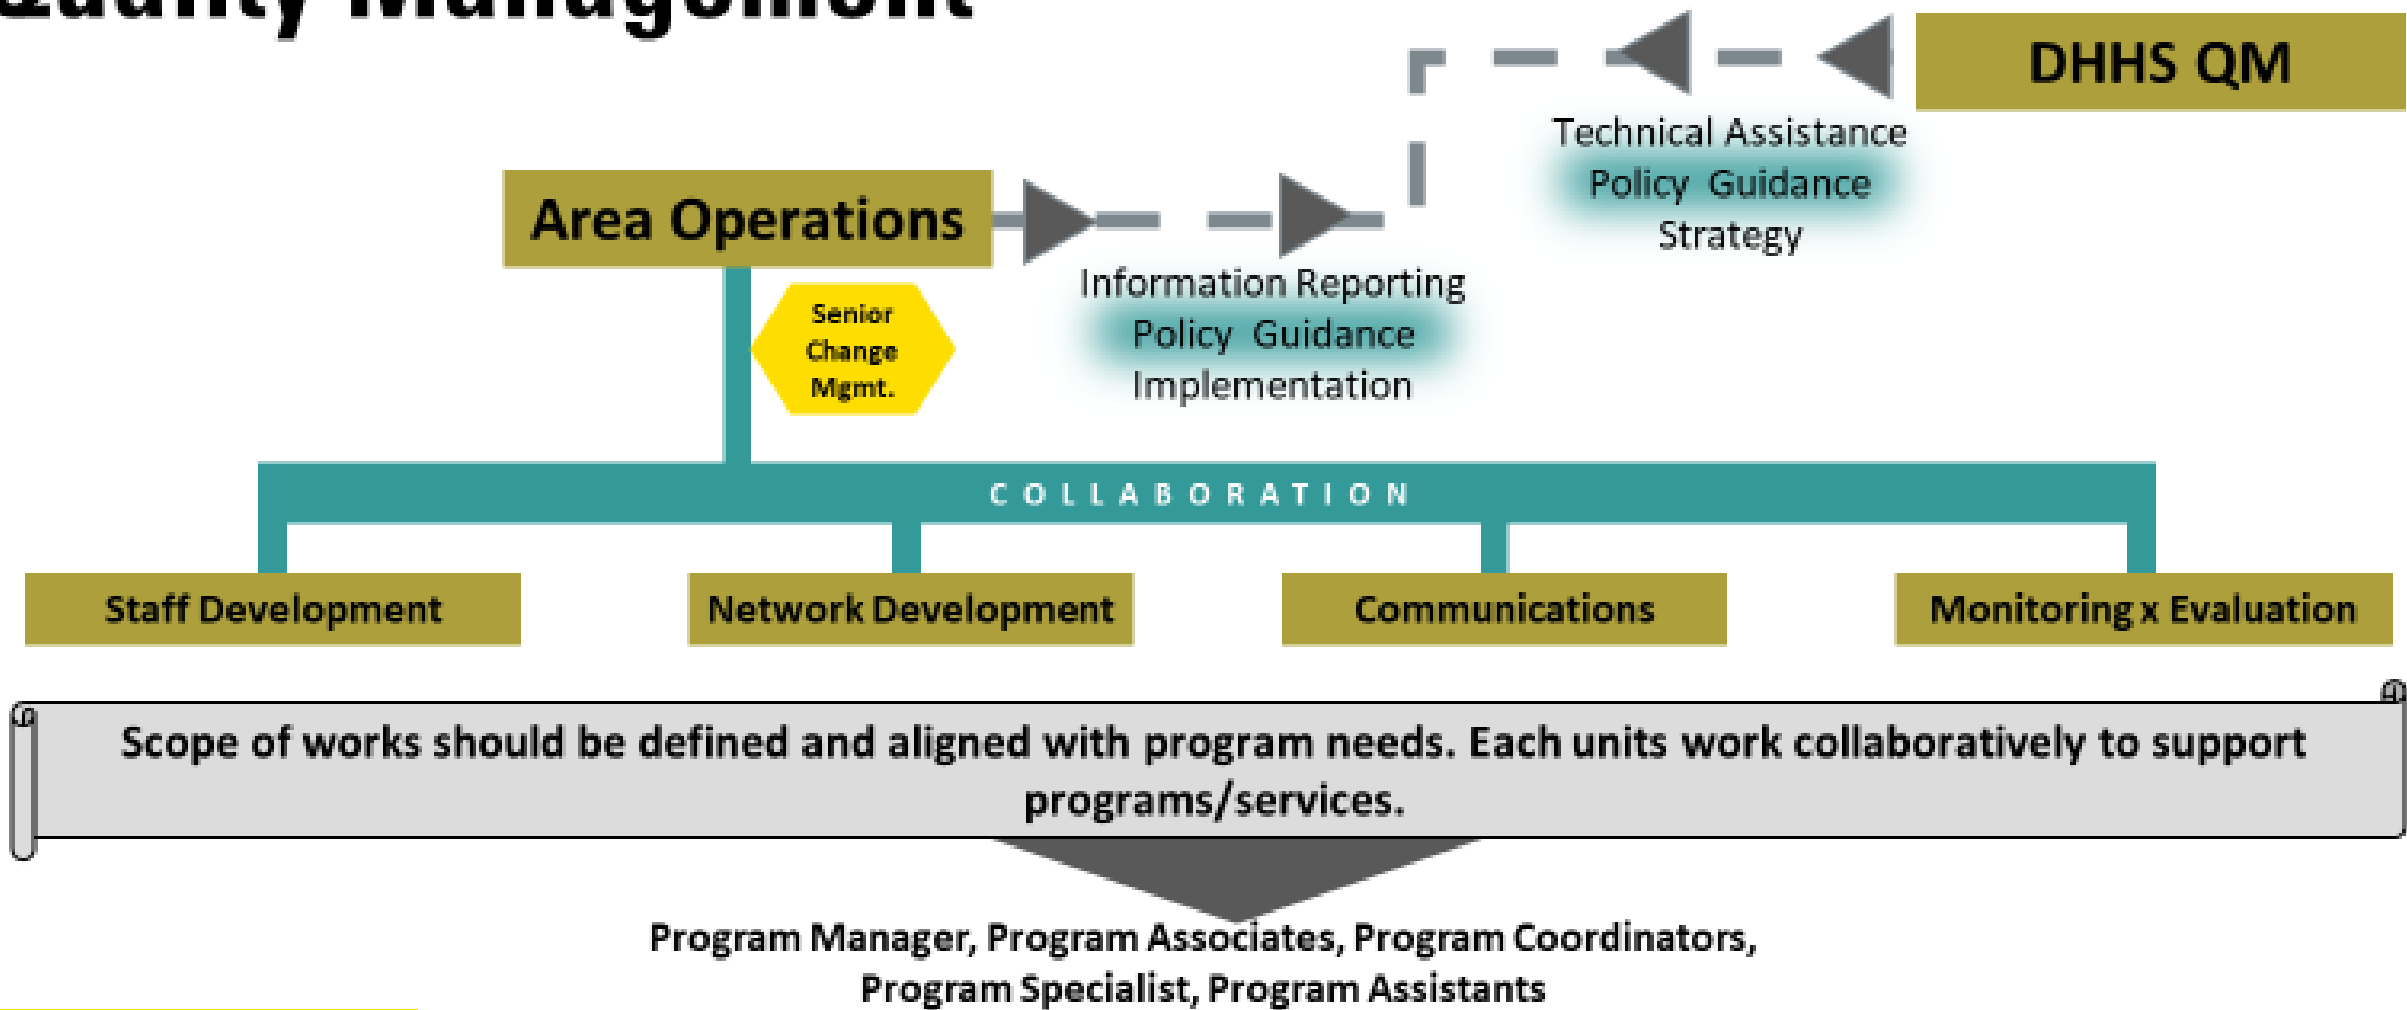 Quality Management
DHHS QM
Technical Assistance
Policy Guidance
Strategy
Area Operations
Information Reporting
Policy Guidance
Implementation
Senior
Change
Mgmt.
COLLABORATION
Staff Development
Network Development
Communications
Monitoring x Evaluation
Scope of works should be defined and aligned with program needs. Each units work collaboratively to support
programs/services.
Program Manager, Program Associates, Program Coordinators,
Program Specialist, Program Assistants